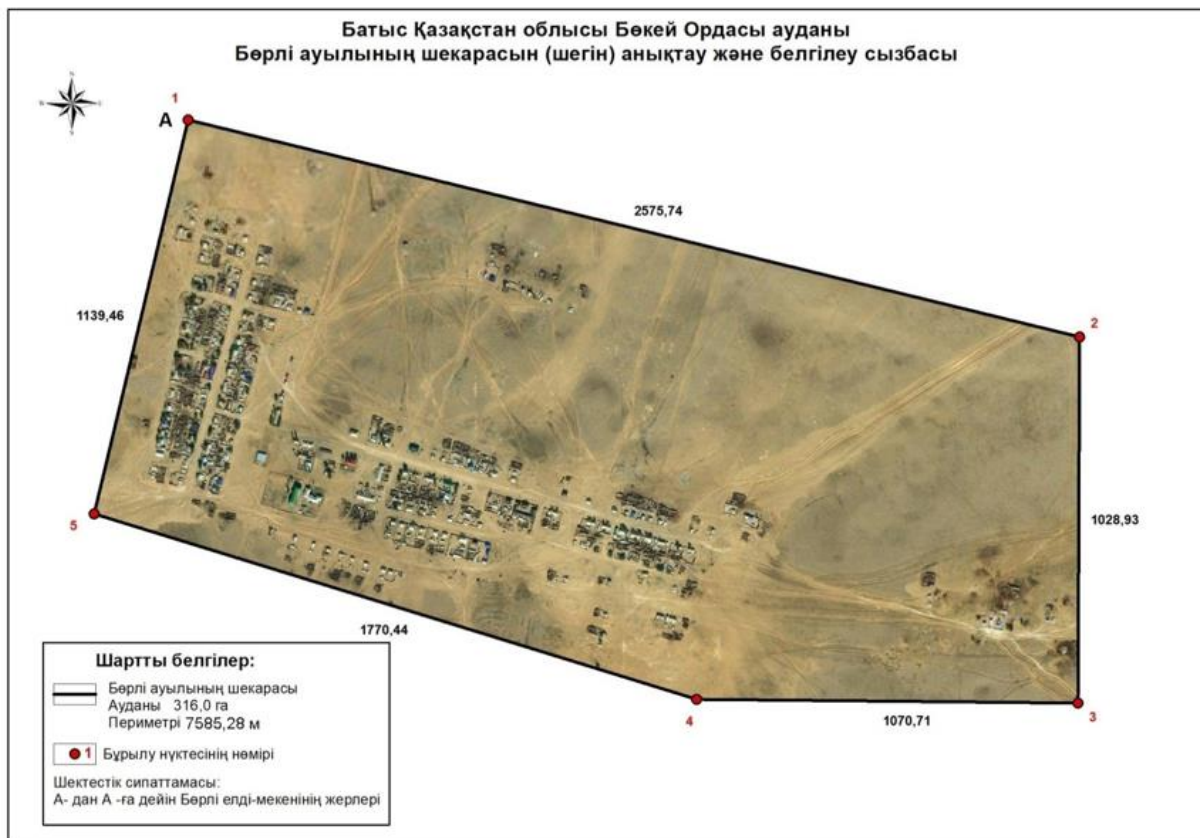 Батыс Қазақстан облысы Бөкей Ордасы ауданы
Бөрлі ауылының шекарасын (шегін) анықтау және белгілеу сызбасы
1
А
2575,74
1139,46
2
1028,93
5
1770,44
4
1070,71
3
Шартты белгілер:
Бөрлі ауылының шекарасы
Ауданы 316,0 га
Периметрі 7585,28 м
1 Бұрылу нүктесінің нөмірі
Шектестік сипаттамасы:
А- дан А -ға дейін Бөрлі елді-мекенінің жерлері